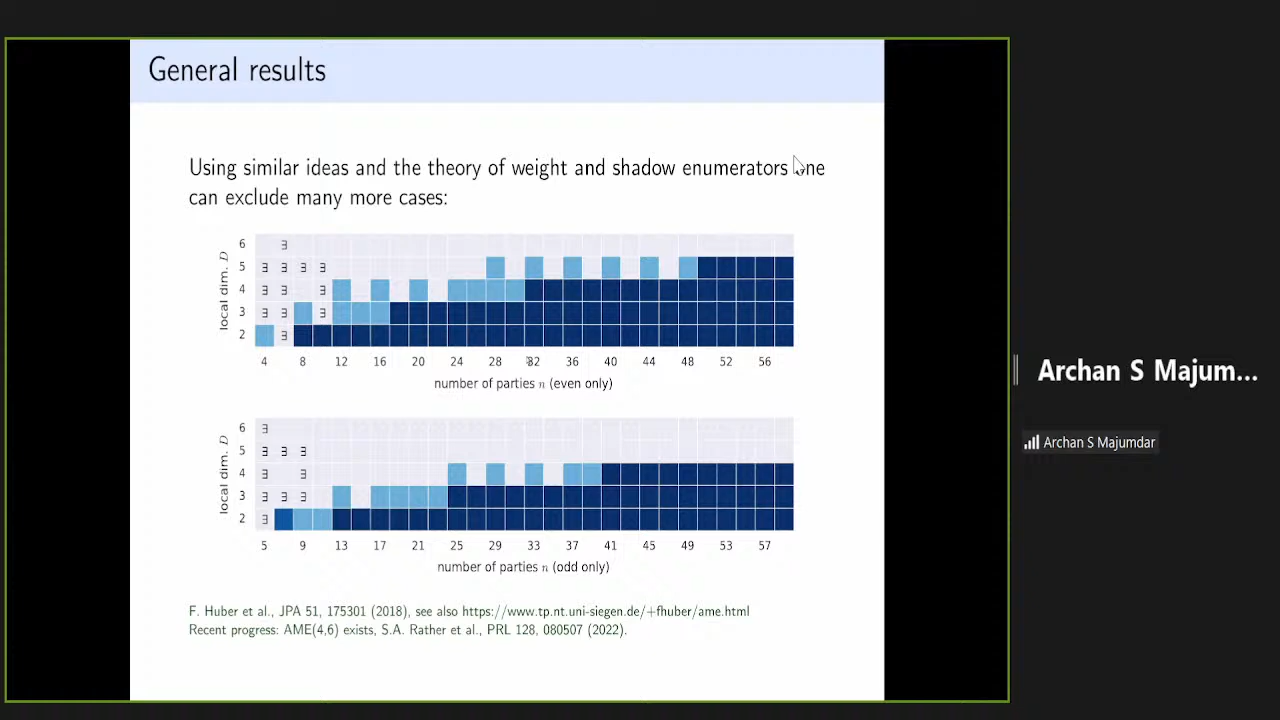 General results
Using similar ideas and the theory of weight and shadow enumerators one
can exclude many more cases:
local dim. D
6 ∃
5 ∃ ∃ ∃ ∃
4 ∃ ∃ ∃
3 ∃ ∃ ∃
2 ∃
4 8 12 16 20 24 28 32 36 40 44 48 52 56
number of parties n (even only)
local dim. D
6 ∃
5 ∃ ∃ ∃
4 ∃ ∃
3 ∃ ∃ ∃
2 ∃
5 9 13 17 21 25 29 33 37 41 45 49 53 57
number of parties n (odd only)
F. Huber et al., JPA 51, 175301 (2018), see also https://www.tp.nt.uni-siegen.de/+fhuber/ame.html
Recent progress: AME(4,6) exists, S.A. Rather et al., PRL 128, 080507 (2022).
Archan S Majum...
Archan S Majumdar